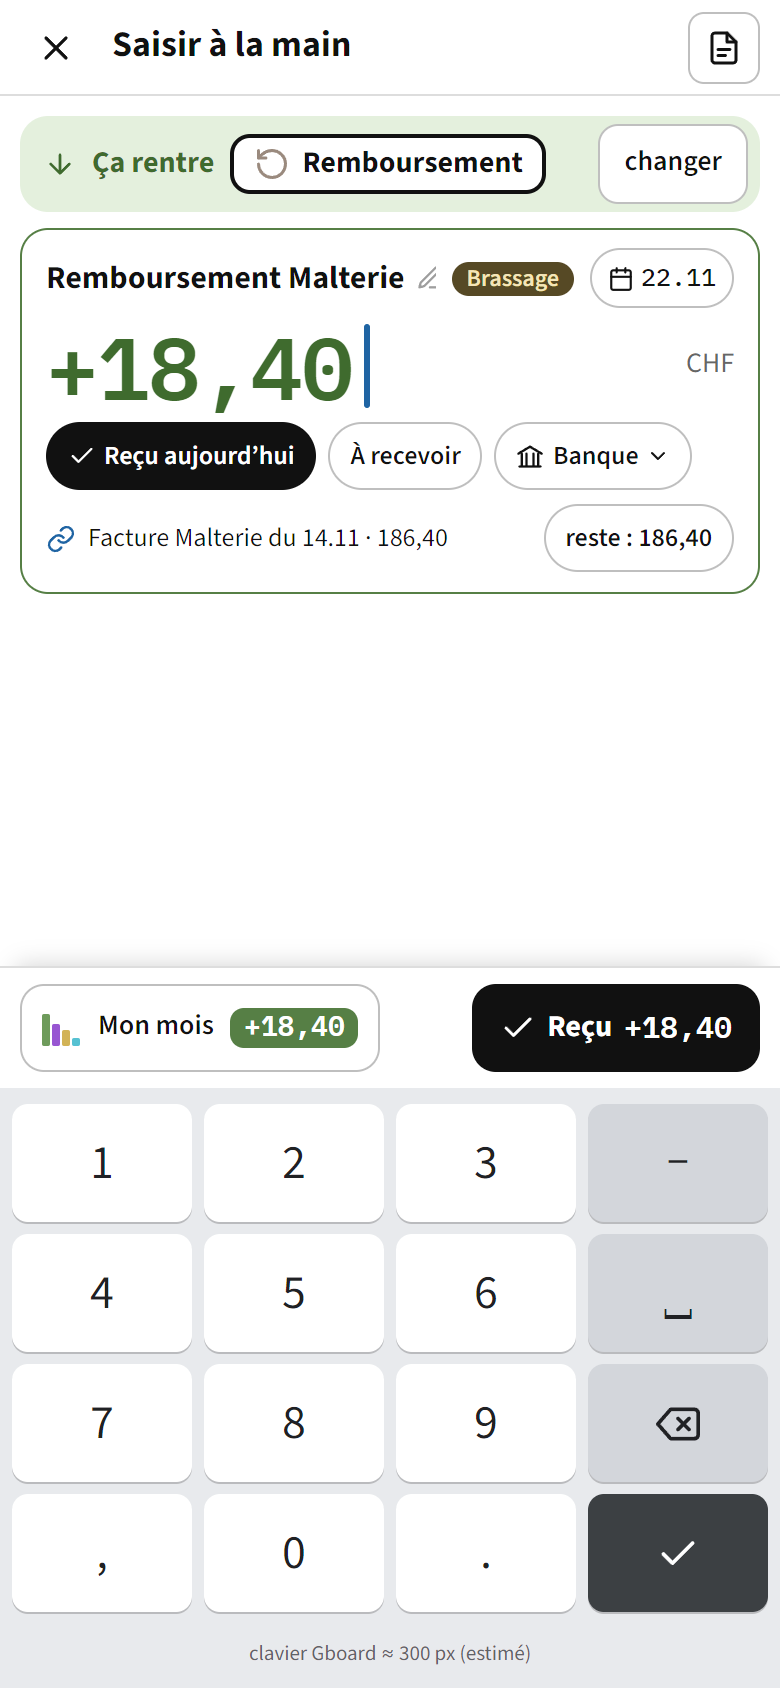 Saisir à la main
Ça rentre Remboursement changer
Remboursement Malterie Brassage 22.11
+18,40 CHF
Reçu aujourd’hui À recevoir Banque
Facture Malterie du 14.11 · 186,40 reste : 186,40
Mon mois +18,40 Reçu +18,40
1 2 3 –
4 5 6 ⎵
7 8 9
, 0 .
clavier Gboard ≈ 300 px (estimé)